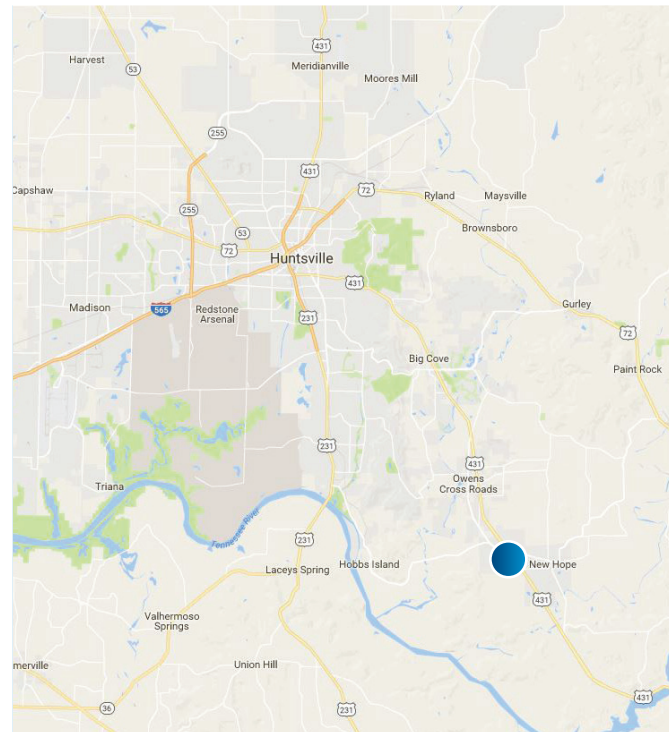 431
Harvest
Meridianville
53
Moores Mill
255
431
72
Capshaw
Ryland
Maysville
255
53
Brownsboro
72
Huntsville
431
Madison
565
Redstone
Arsenal
231
Gurley
72
Big Cove
Paint Rock
231
431
Owens
Cross Roads
Triana
Tennessee River
231
Laceys Spring
Hobbs Island
New Hope
431
Valhermoso
Springs
merville
Union Hill
431
36
231